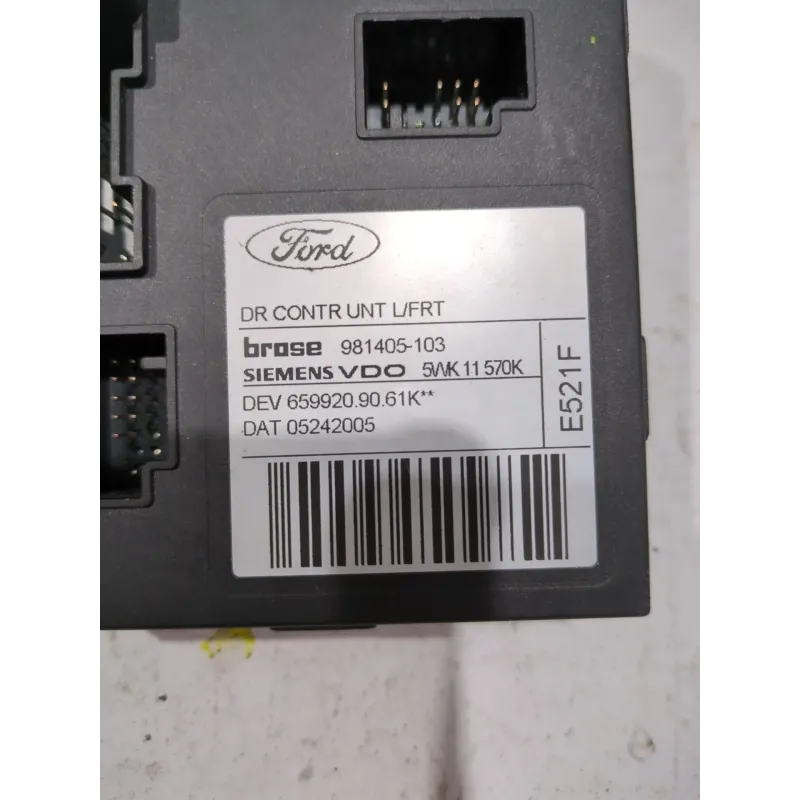 Ford
DR CONTR UNT L/FRT
brose 981405-103
SIEMENS VDO 5WK 11 570K
DEV 659920.90.61K**
DAT 05242005
E521F